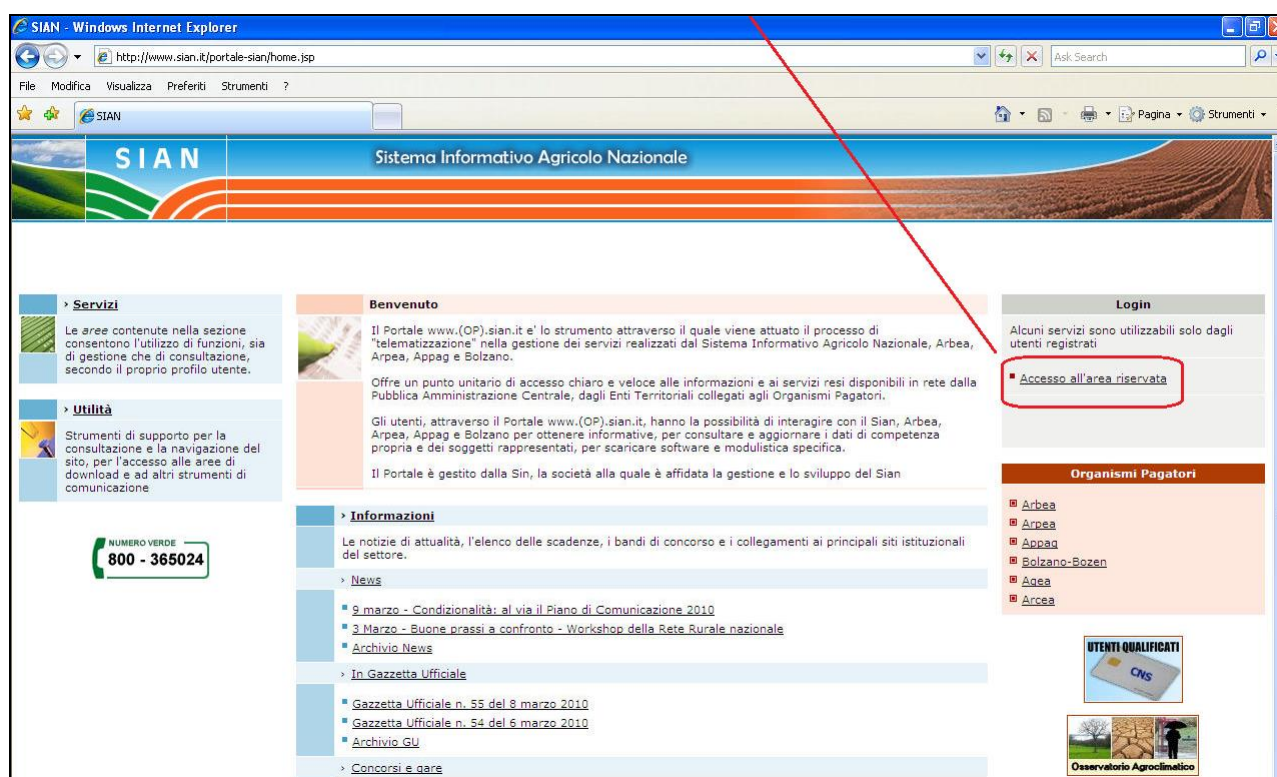 SIAN - Windows Internet Explorer
http://www.sian.it/portale-sian/home.jsp
Ask Search
File Modifica Visualizza Preferiti Strumenti ?
SIAN
Pagina
Strumenti
SIAN
Sistema Informativo Agricolo Nazionale
› Servizi
Le aree contenute nella sezione
consentono l'utilizzo di funzioni, sia
di gestione che di consultazione,
secondo il proprio profilo utente.
› Utilità
Strumenti di supporto per la
consultazione e la navigazione del
sito, per l'accesso alle aree di
download e ad altri strumenti di
comunicazione
NUMERO VERDE
800 - 365024
Benvenuto
Il Portale www.(OP).sian.it e' lo strumento attraverso il quale viene attuato il processo di
"telematizzazione" nella gestione dei servizi realizzati dal Sistema Informativo Agricolo Nazionale, Arbea,
Arpea, Appag e Bolzano.
Offre un punto unitario di accesso chiaro e veloce alle informazioni e ai servizi resi disponibili in rete dalla
Pubblica Amministrazione Centrale, dagli Enti Territoriali collegati agli Organismi Pagatori.
Gli utenti, attraverso il Portale www.(OP).sian.it, hanno la possibilità di interagire con il Sian, Arbea,
Arpea, Appag e Bolzano per ottenere informative, per consultare e aggiornare i dati di competenza
propria e dei soggetti rappresentati, per scaricare software e modulistica specifica.
Il Portale è gestito dalla Sin, la società alla quale è affidata la gestione e lo sviluppo del Sian
› Informazioni
Le notizie di attualità, l'elenco delle scadenze, i bandi di concorso e i collegamenti ai principali siti istituzionali
del settore.
› News
9 marzo - Condizionalità: al via il Piano di Comunicazione 2010
3 Marzo - Buone prassi a confronto - Workshop della Rete Rurale nazionale
Archivio News
› In Gazzetta Ufficiale
Gazzetta Ufficiale n. 55 del 8 marzo 2010
Gazzetta Ufficiale n. 54 del 6 marzo 2010
Archivio GU
› Concorsi e gare
Login
Alcuni servizi sono utilizzabili solo dagli
utenti registrati
Accesso all'area riservata
Organismi Pagatori
Arbea
Arpea
Appag
Bolzano-Bozen
Agea
Arcea
UTENTI QUALIFICATI
CNS
Osservatorio Agroclimatico